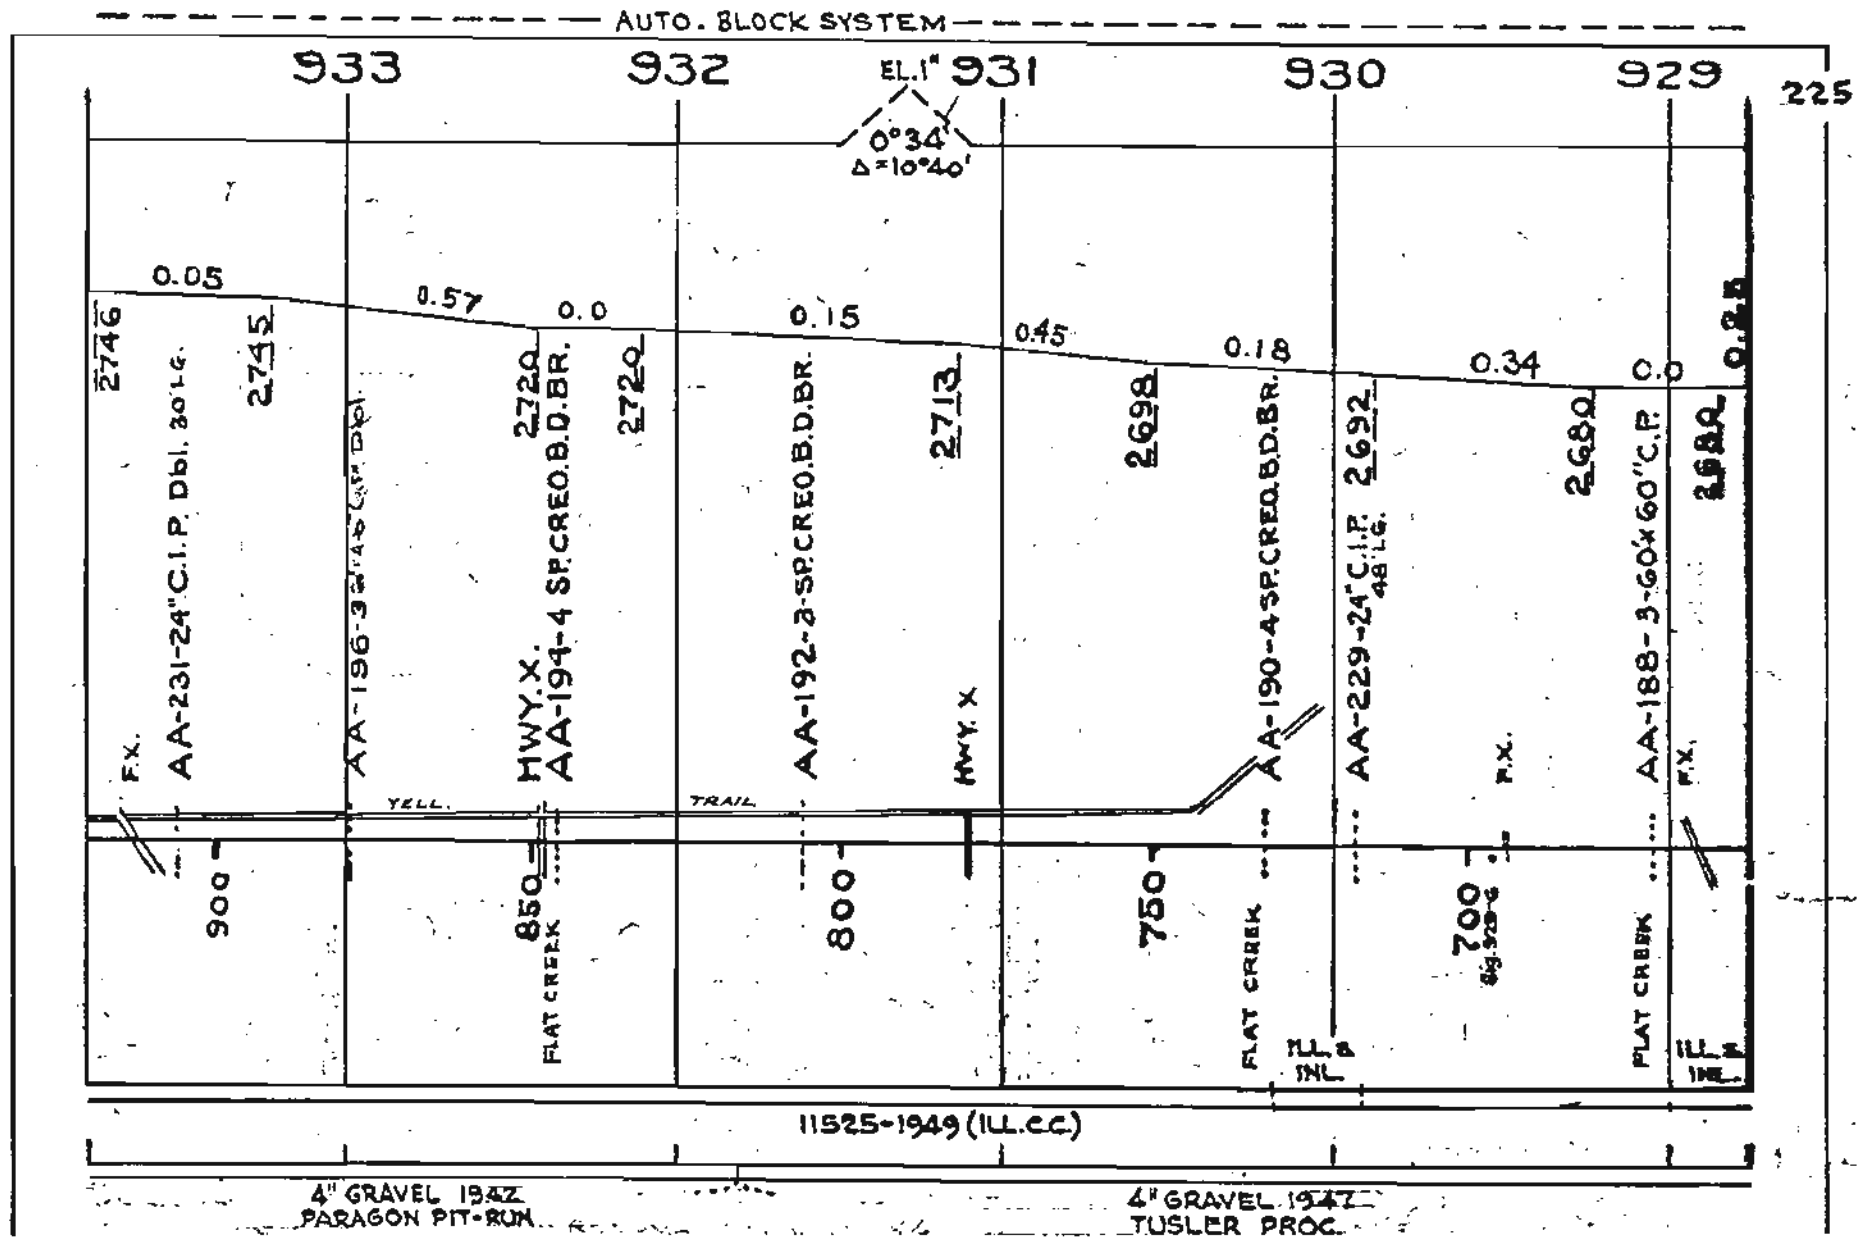 AUTO. BLOCK SYSTEM
933
932
EL.1"
931
930
929
225
0°34'
Δ=10°40'
0.05
0.57
0.0
0.15
0.45
0.18
0.34
0.0
0.25
2746
2745
2720
2720
2713
2698
2692
2680
2680
F.X.
AA-231-24"C.I.P. Dbl. 30'LG.
HWY.X.
AA-194-4 SP.CREO.B.D.BR.
AA-192-3-SP.CREO.B.D.BR.
HWY. X
AA-190-4 SP.CREO.B.D.BR.
AA-229-24"C.I.P.
48'LG.
F.X.
AA-188-3-60'x60"C.P.
F.X.
YELL.
TRAIL
900
850
800
750
700
FLAT CREEK
FLAT CREEK
FLAT CREEK
ILL. &
INL.
ILL. &
INL.
11525-1949 (ILL.C.C.)
4" GRAVEL 1947
PARAGON PIT-RUN
4" GRAVEL 1947
TUSLER PROC.